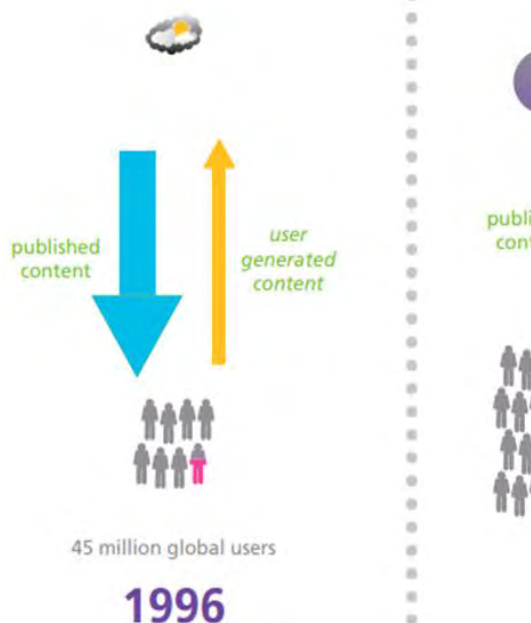 published
content
user
generated
content
45 million global users
1996